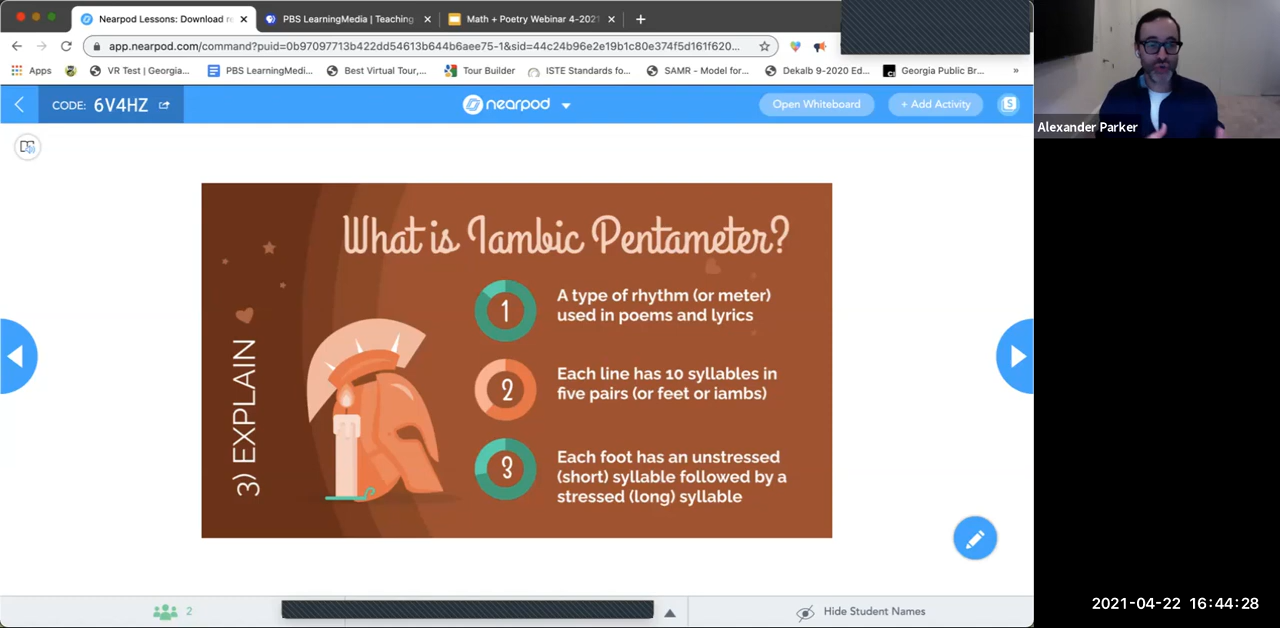 Nearpod Lessons: Download re
PBS LearningMedia | Teaching
Math + Poetry Webinar 4-2021
app.nearpod.com/command?puid=0b97097713b422dd54613b644b6aee75-1&sid=44c24b96e2e19b1c80e374f5d161f620...
Apps
VR Test | Georgia...
PBS LearningMedi...
Best Virtual Tour,...
Tour Builder
ISTE Standards fo...
SAMR - Model for...
Dekalb 9-2020 Ed...
Georgia Public Br...
»
CODE: 6V4HZ
nearpod
Open Whiteboard
+ Add Activity
S
Alexander Parker
What is Iambic Pentameter?
3) EXPLAIN
1
A type of rhythm (or meter)
used in poems and lyrics
2
Each line has 10 syllables in
five pairs (or feet or iambs)
3
Each foot has an unstressed
(short) syllable followed by a
stressed (long) syllable
2
Hide Student Names
2021-04-22 16:44:28